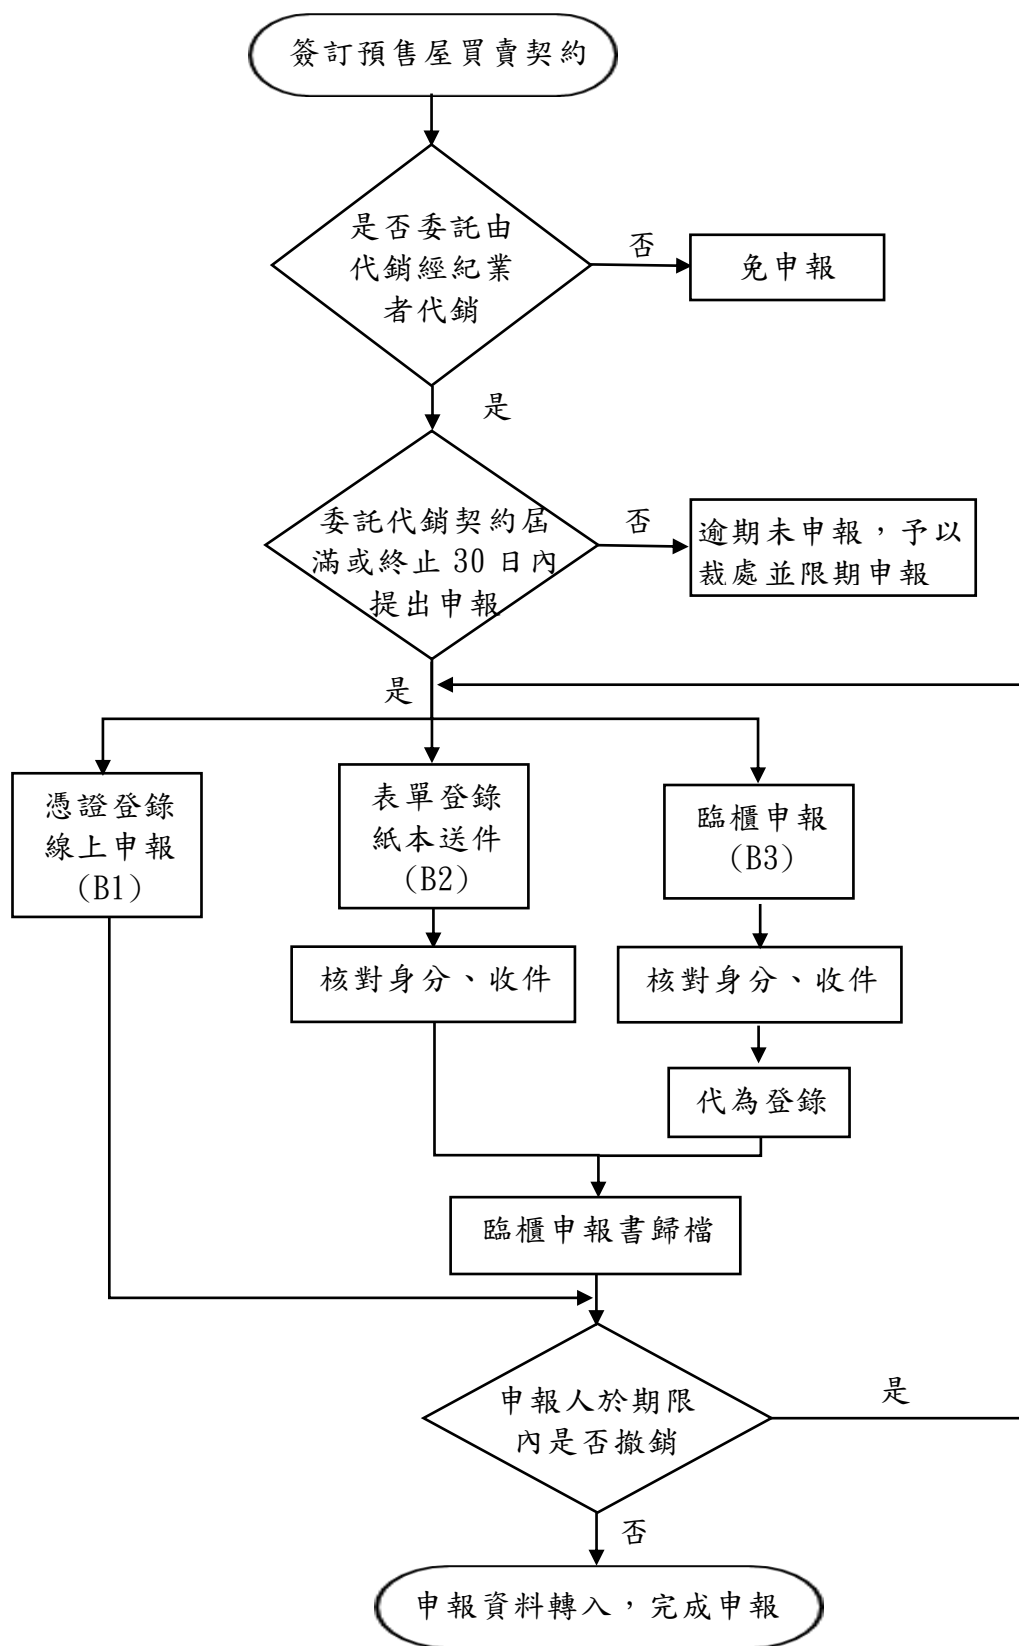 簽訂預售屋買賣契約
是否委託由
代銷經紀業
者代銷
否
免申報
是
委託代銷契約屆
滿或終止 30 日內
提出申報
否
逾期未申報，予以
裁處並限期申報
是
憑證登錄
線上申報
(B1)
表單登錄
紙本送件
(B2)
臨櫃申報
(B3)
核對身分、收件
核對身分、收件
代為登錄
臨櫃申報書歸檔
申報人於期限
內是否撤銷
是
否
申報資料轉入，完成申報